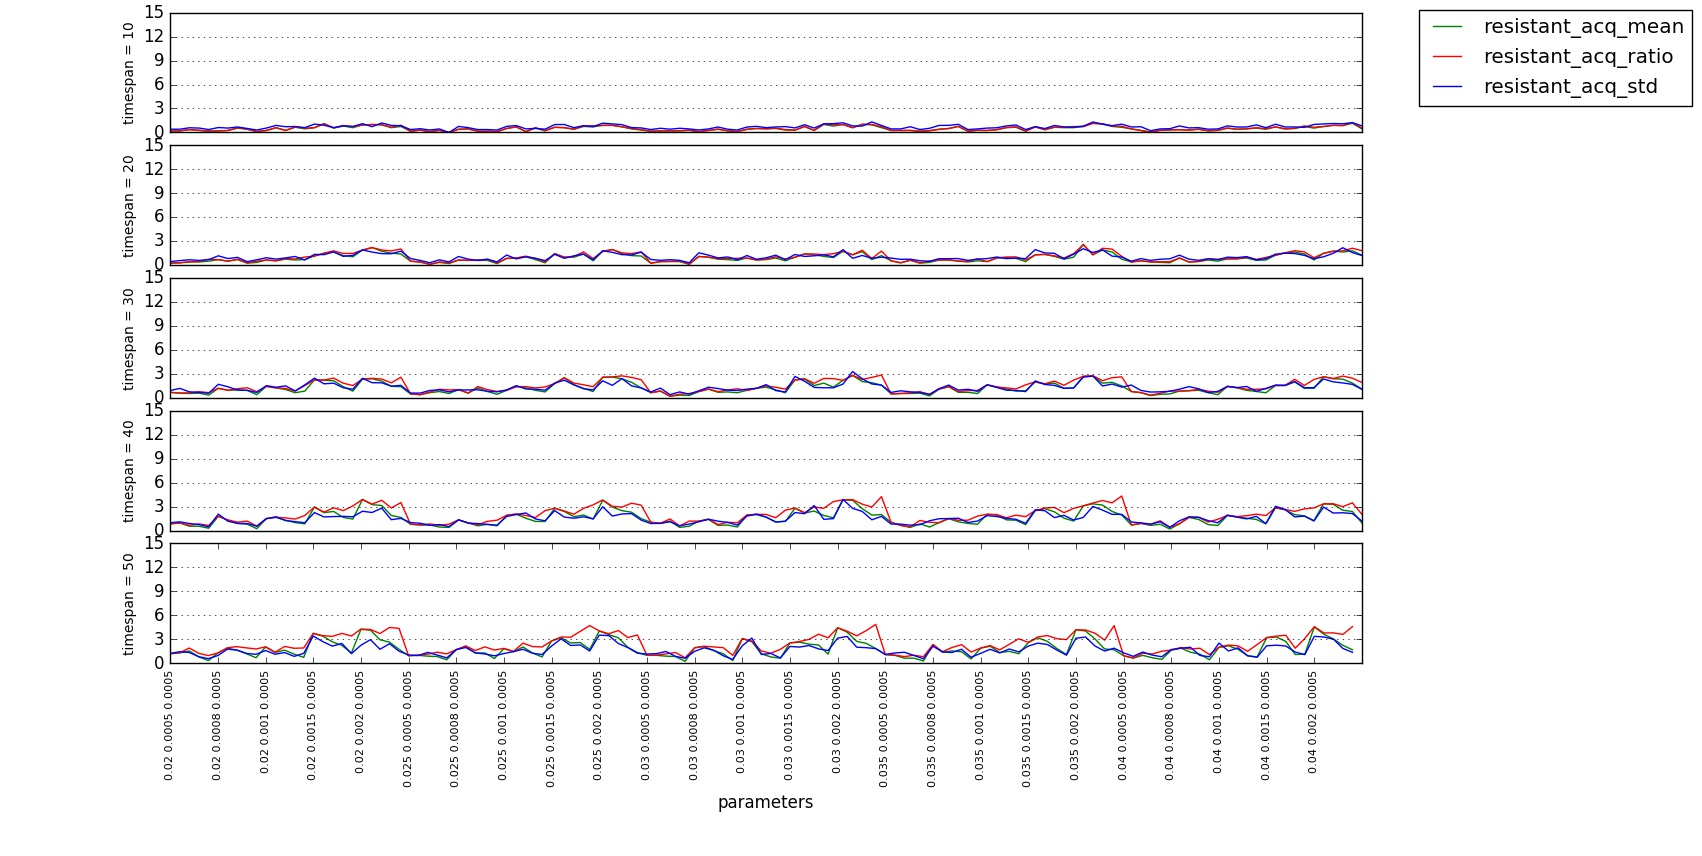 resistant_acq_mean
resistant_acq_ratio
resistant_acq_std
timespan = 10
15
12
9
6
3
0
timespan = 20
15
12
9
6
3
0
timespan = 30
15
12
9
6
3
0
timespan = 40
15
12
9
6
3
0
timespan = 50
15
12
9
6
3
0
0.02 0.0005 0.0005
0.02 0.0008 0.0005
0.02 0.001 0.0005
0.02 0.0015 0.0005
0.02 0.002 0.0005
0.025 0.0005 0.0005
0.025 0.0008 0.0005
0.025 0.001 0.0005
0.025 0.0015 0.0005
0.025 0.002 0.0005
0.03 0.0005 0.0005
0.03 0.0008 0.0005
0.03 0.001 0.0005
0.03 0.0015 0.0005
0.03 0.002 0.0005
0.035 0.0005 0.0005
0.035 0.0008 0.0005
0.035 0.001 0.0005
0.035 0.0015 0.0005
0.035 0.002 0.0005
0.04 0.0005 0.0005
0.04 0.0008 0.0005
0.04 0.001 0.0005
0.04 0.0015 0.0005
0.04 0.002 0.0005
parameters